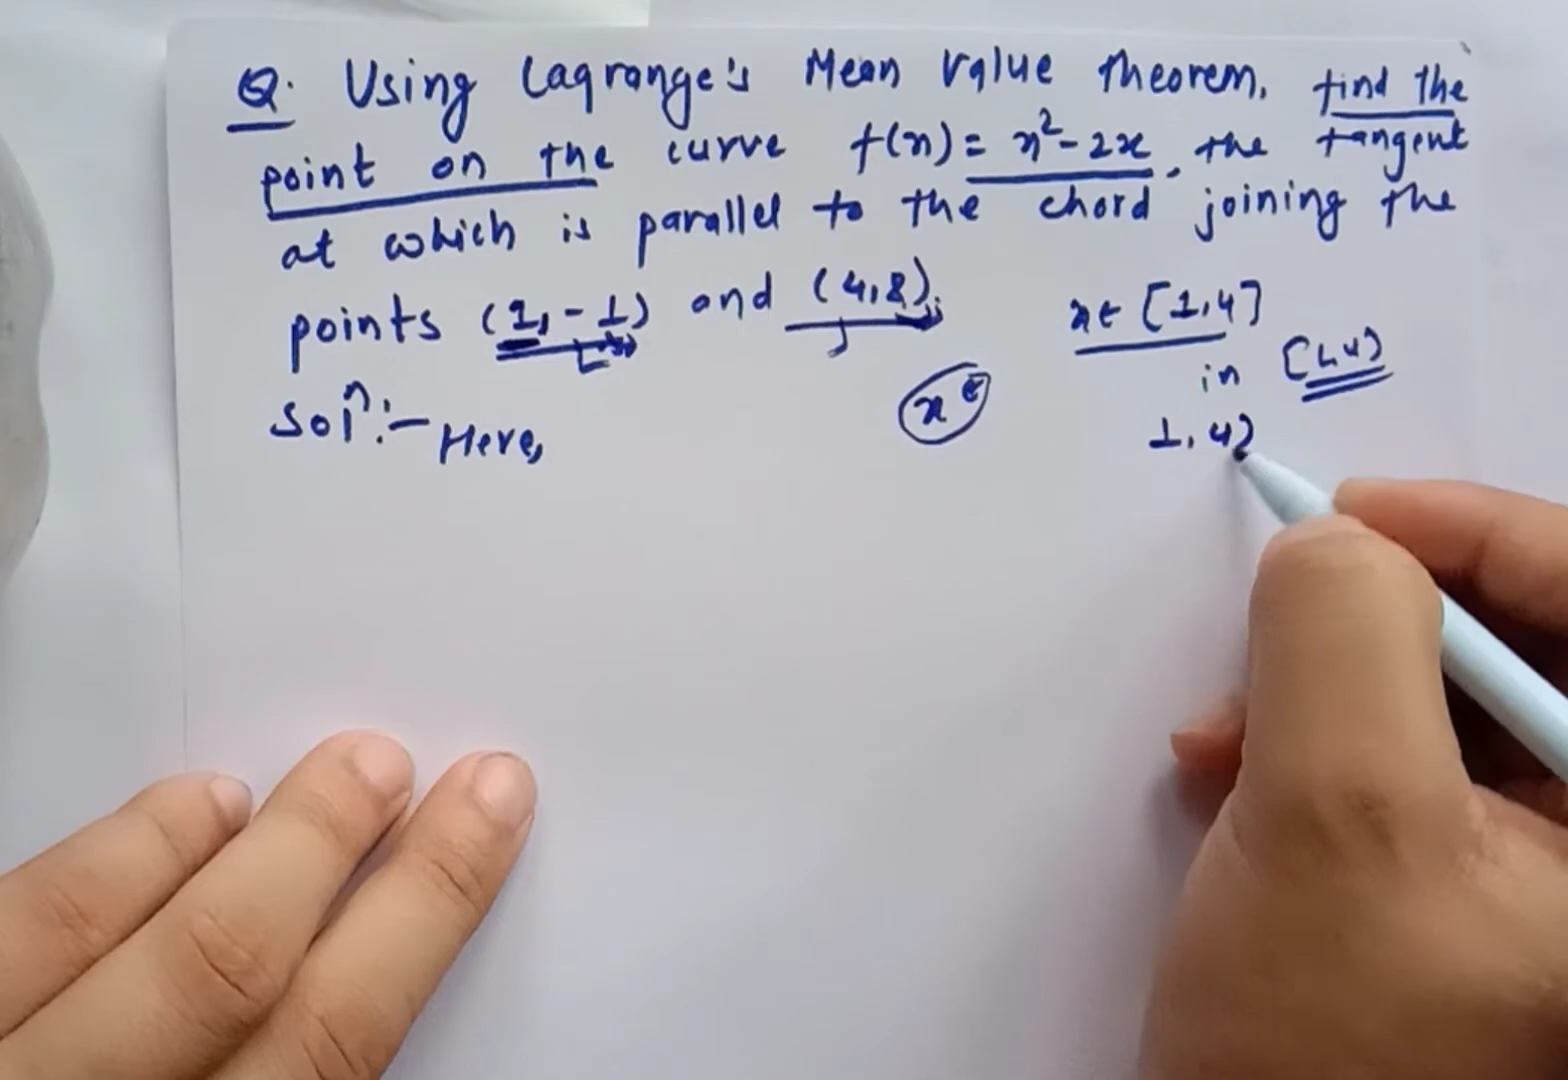 Q. Using Lagrange's Mean Value Theorem, find the
point on the curve f(x) = x² - 2x, the tangent
at which is parallel to the chord joining the
points (1, -1) and (4, 8).
x ∈ [1, 4]
in [1, 4]
Solⁿ:- Here,
x ∈
1, 4)